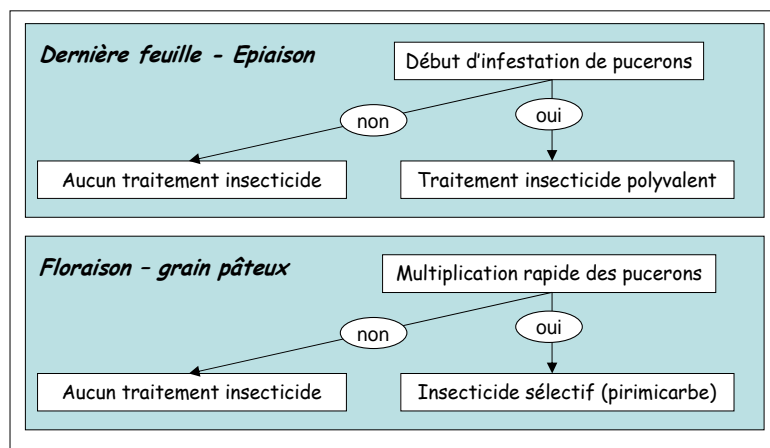 Dernière feuille - Epiaison
Début d'infestation de pucerons
non
oui
Aucun traitement insecticide
Traitement insecticide polyvalent
Floraison – grain pâteux
Multiplication rapide des pucerons
non
oui
Aucun traitement insecticide
Insecticide sélectif (pirimicarbe)